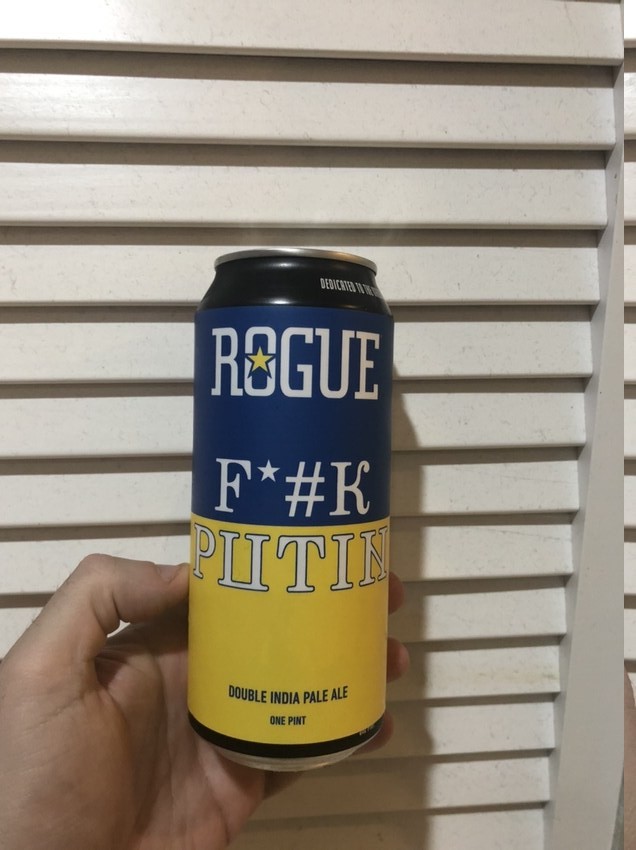 DEDICATED TO THE
ROGUE
F*#K
PUTIN
DOUBLE INDIA PALE ALE
ONE PINT